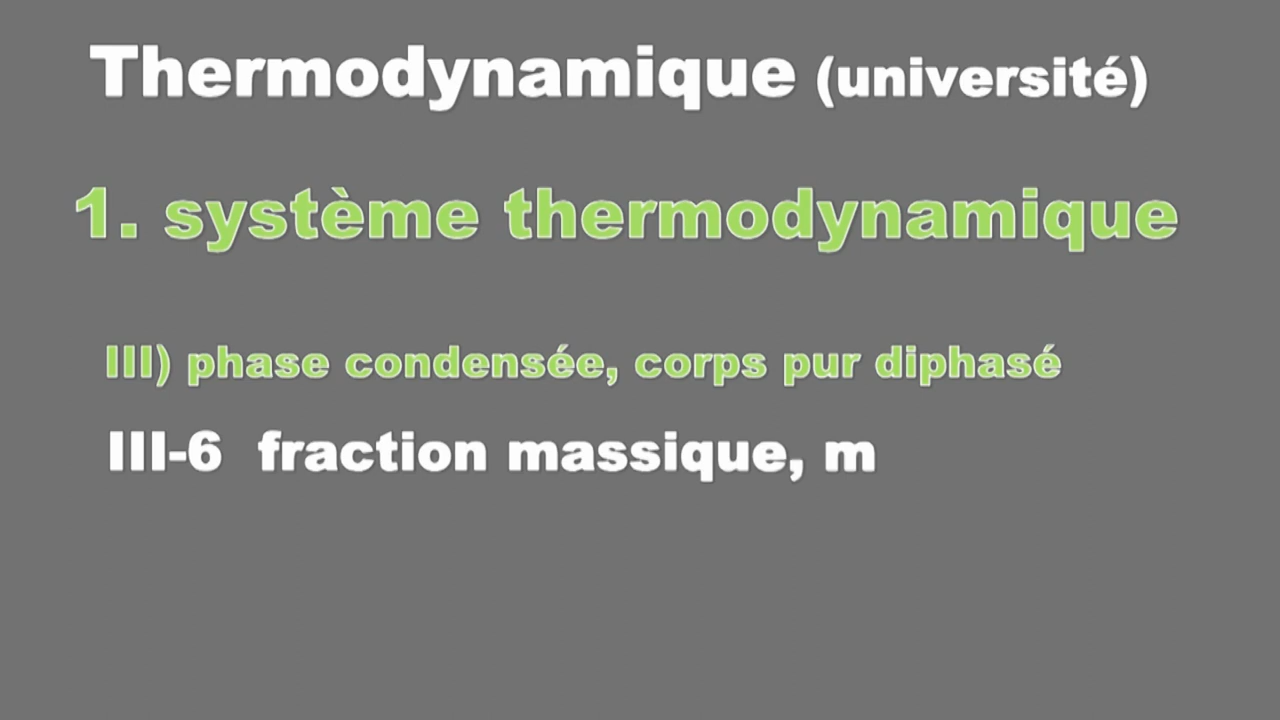 Thermodynamique (université)
1. système thermodynamique
III) phase condensée, corps pur diphasé
III-6 fraction massique, m